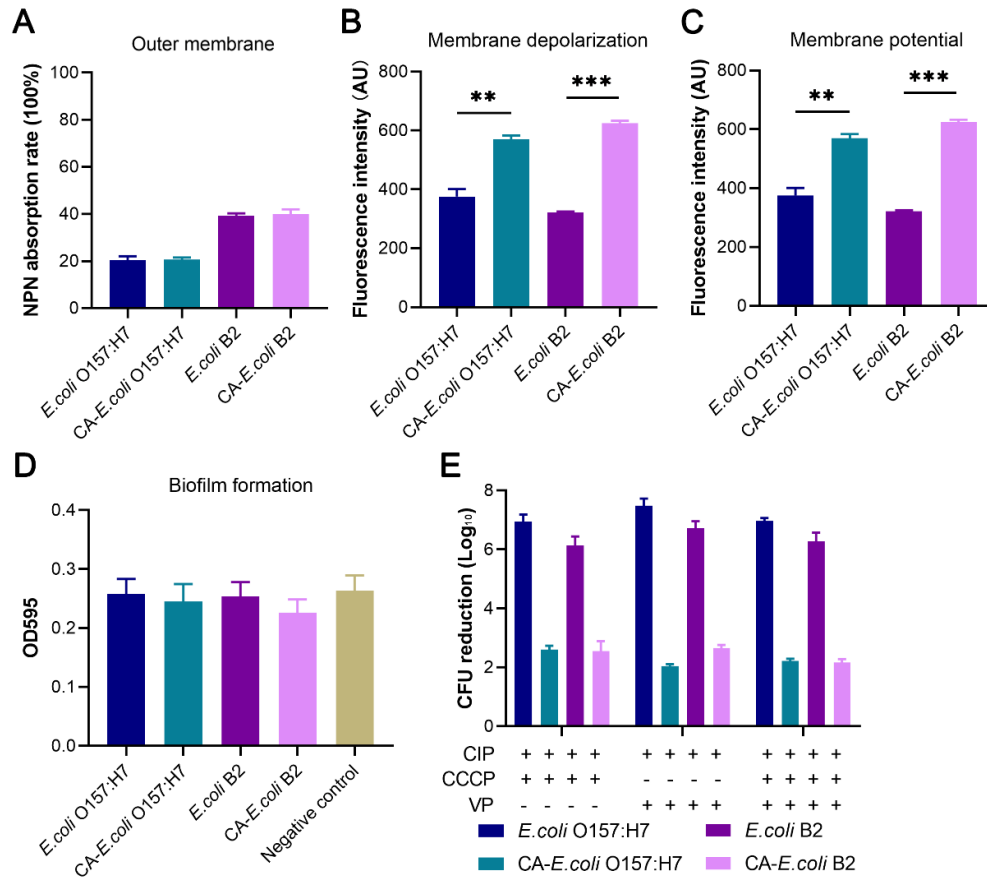 A
Outer membrane
NPN absorption rate (100%)
100
80
60
40
20
0
E.coli O157:H7
CA-E.coli O157:H7
E.coli B2
CA-E.coli B2
B
Membrane depolarization
Fluorescence intensity (AU)
800
600
400
200
0
**
***
E.coli O157:H7
CA-E.coli O157:H7
E.coli B2
CA-E.coli B2
C
Membrane potential
Fluorescence intensity (AU)
800
600
400
200
0
**
***
E.coli O157:H7
CA-E.coli O157:H7
E.coli B2
CA-E.coli B2
D
Biofilm formation
OD595
0.4
0.3
0.2
0.1
0.0
E.coli O157:H7
CA-E.coli O157:H7
E.coli B2
CA-E.coli B2
Negative control
E
CFU reduction (Log₁₀)
8
6
4
2
0
CIP + + + + + + + + + + + +
CCCP + + + + - - - - + + + +
VP - - - - + + + + + + + +
E.coli O157:H7
E.coli B2
CA-E.coli O157:H7
CA-E.coli B2